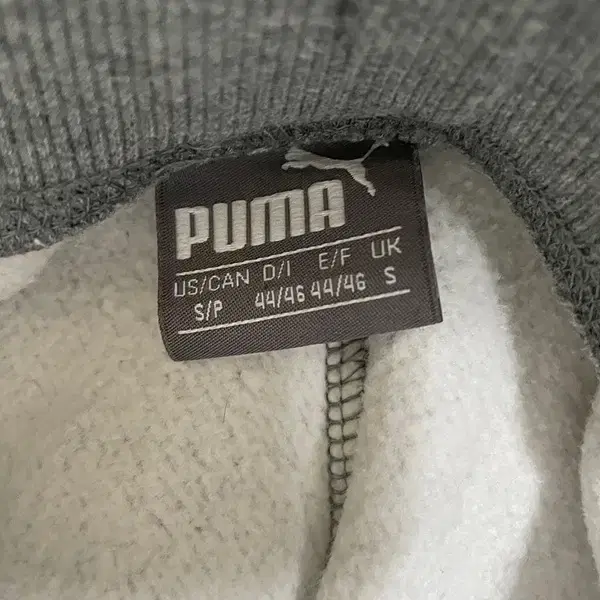 PUMA
US/CAN D/I E/F UK
S/P 44/46 44/46 S